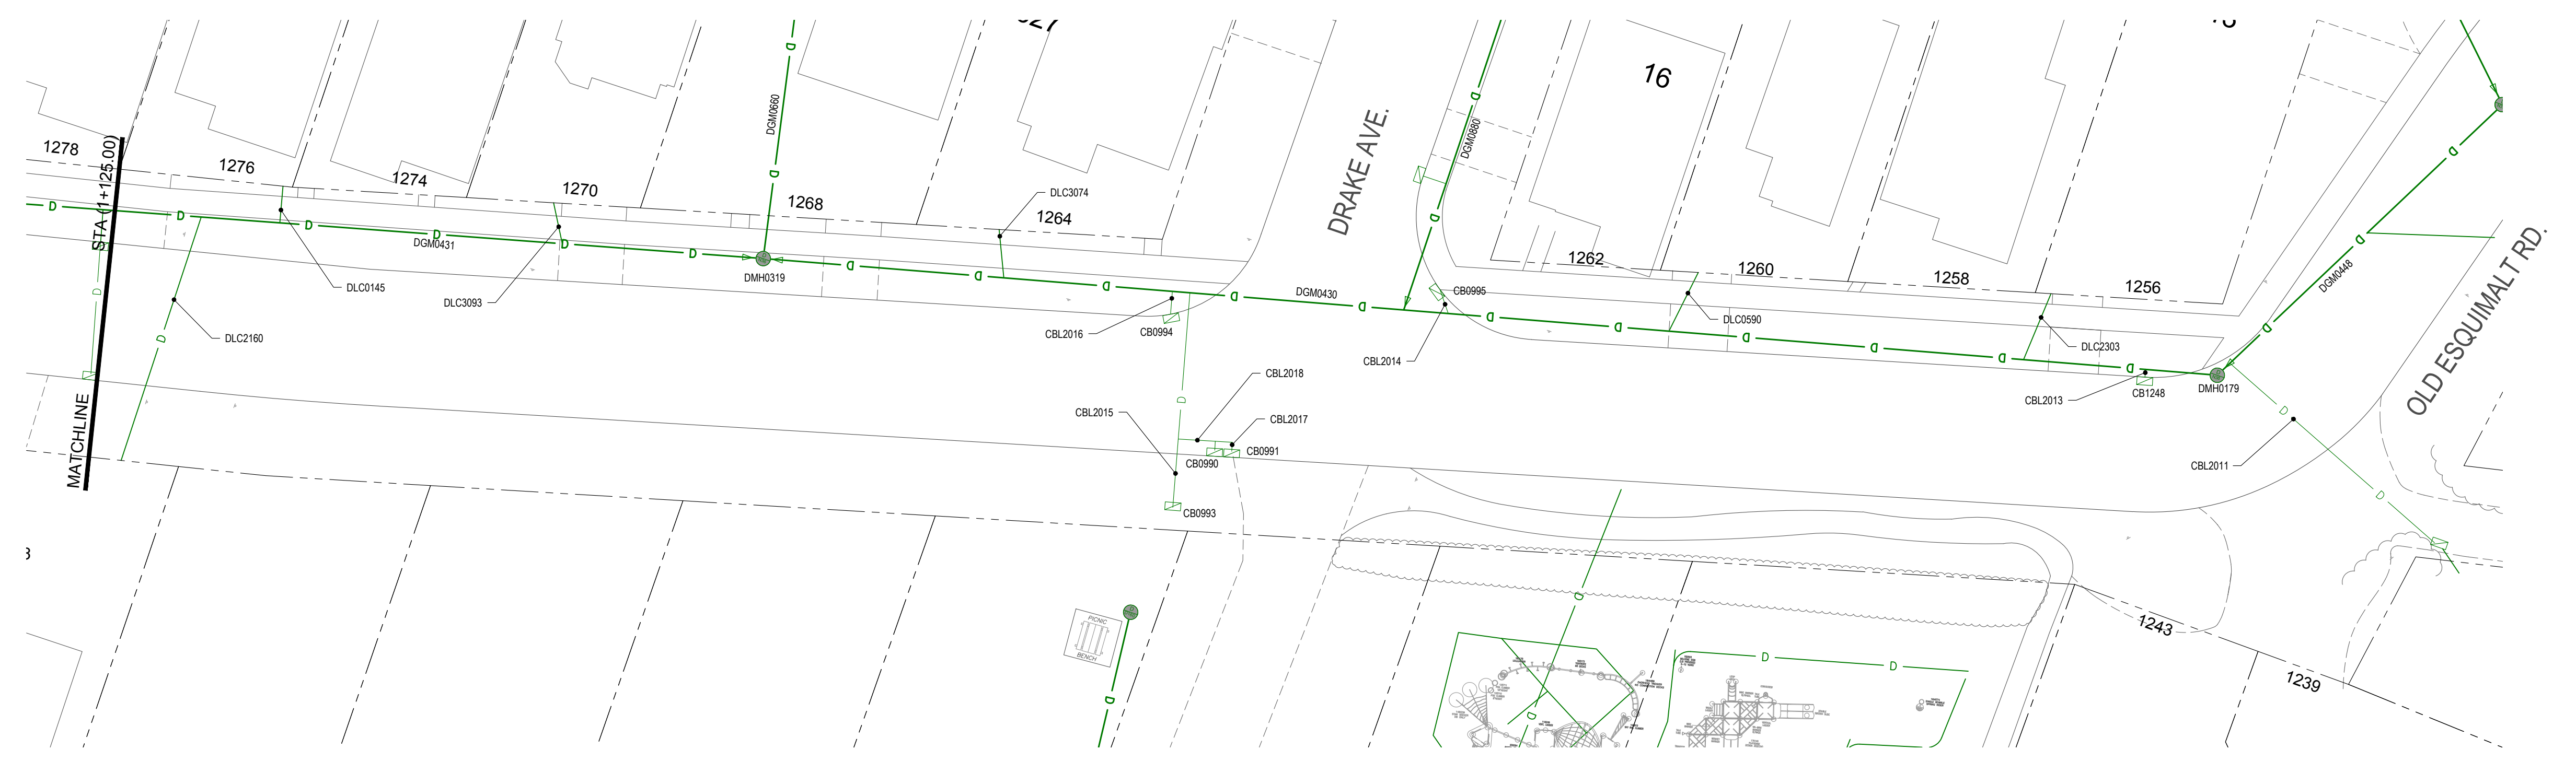 16
DGM0660
DGM0880
DRAKE AVE.
STA (1+125.00)
MATCHLINE
1278
1276
1274
1270
1268
1264
1262
1260
1258
1256
DLC3074
DGM0431
DMH0319
DLC0145
DLC3093
DLC2160
DGM0430
CB0995
CBL2016
CB0994
CBL2014
DLC0590
DLC2303
DGM0448
OLD ESQUIMALT RD.
CBL2013
CB1248
DMH0179
CBL2018
CBL2015
CBL2017
CB0990
CB0991
CBL2011
CB0993
PICNIC
BENCH
1243
1239
D D D D D D D D D D D D D D D D D